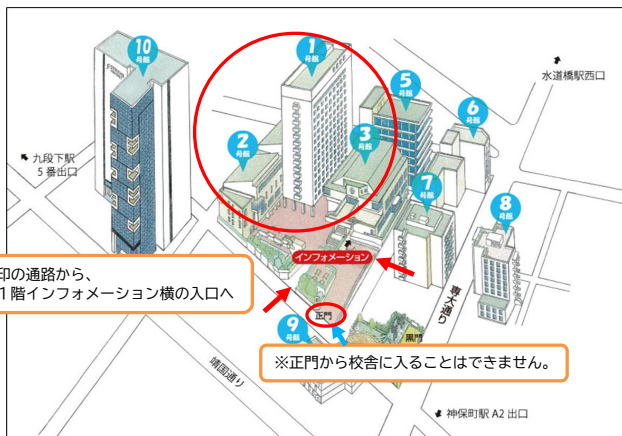 10
号館
1
号館
5
号館
水道橋駅西口
6
号館
2
号館
3
号館
九段下駅
5番出口
7
号館
8
号館
インフォメーション
印の通路から、
1階インフォメーション横の入口へ
正門
専大通り
黒門
9
号館
※正門から校舎に入ることはできません。
靖国通り
神保町駅 A2 出口